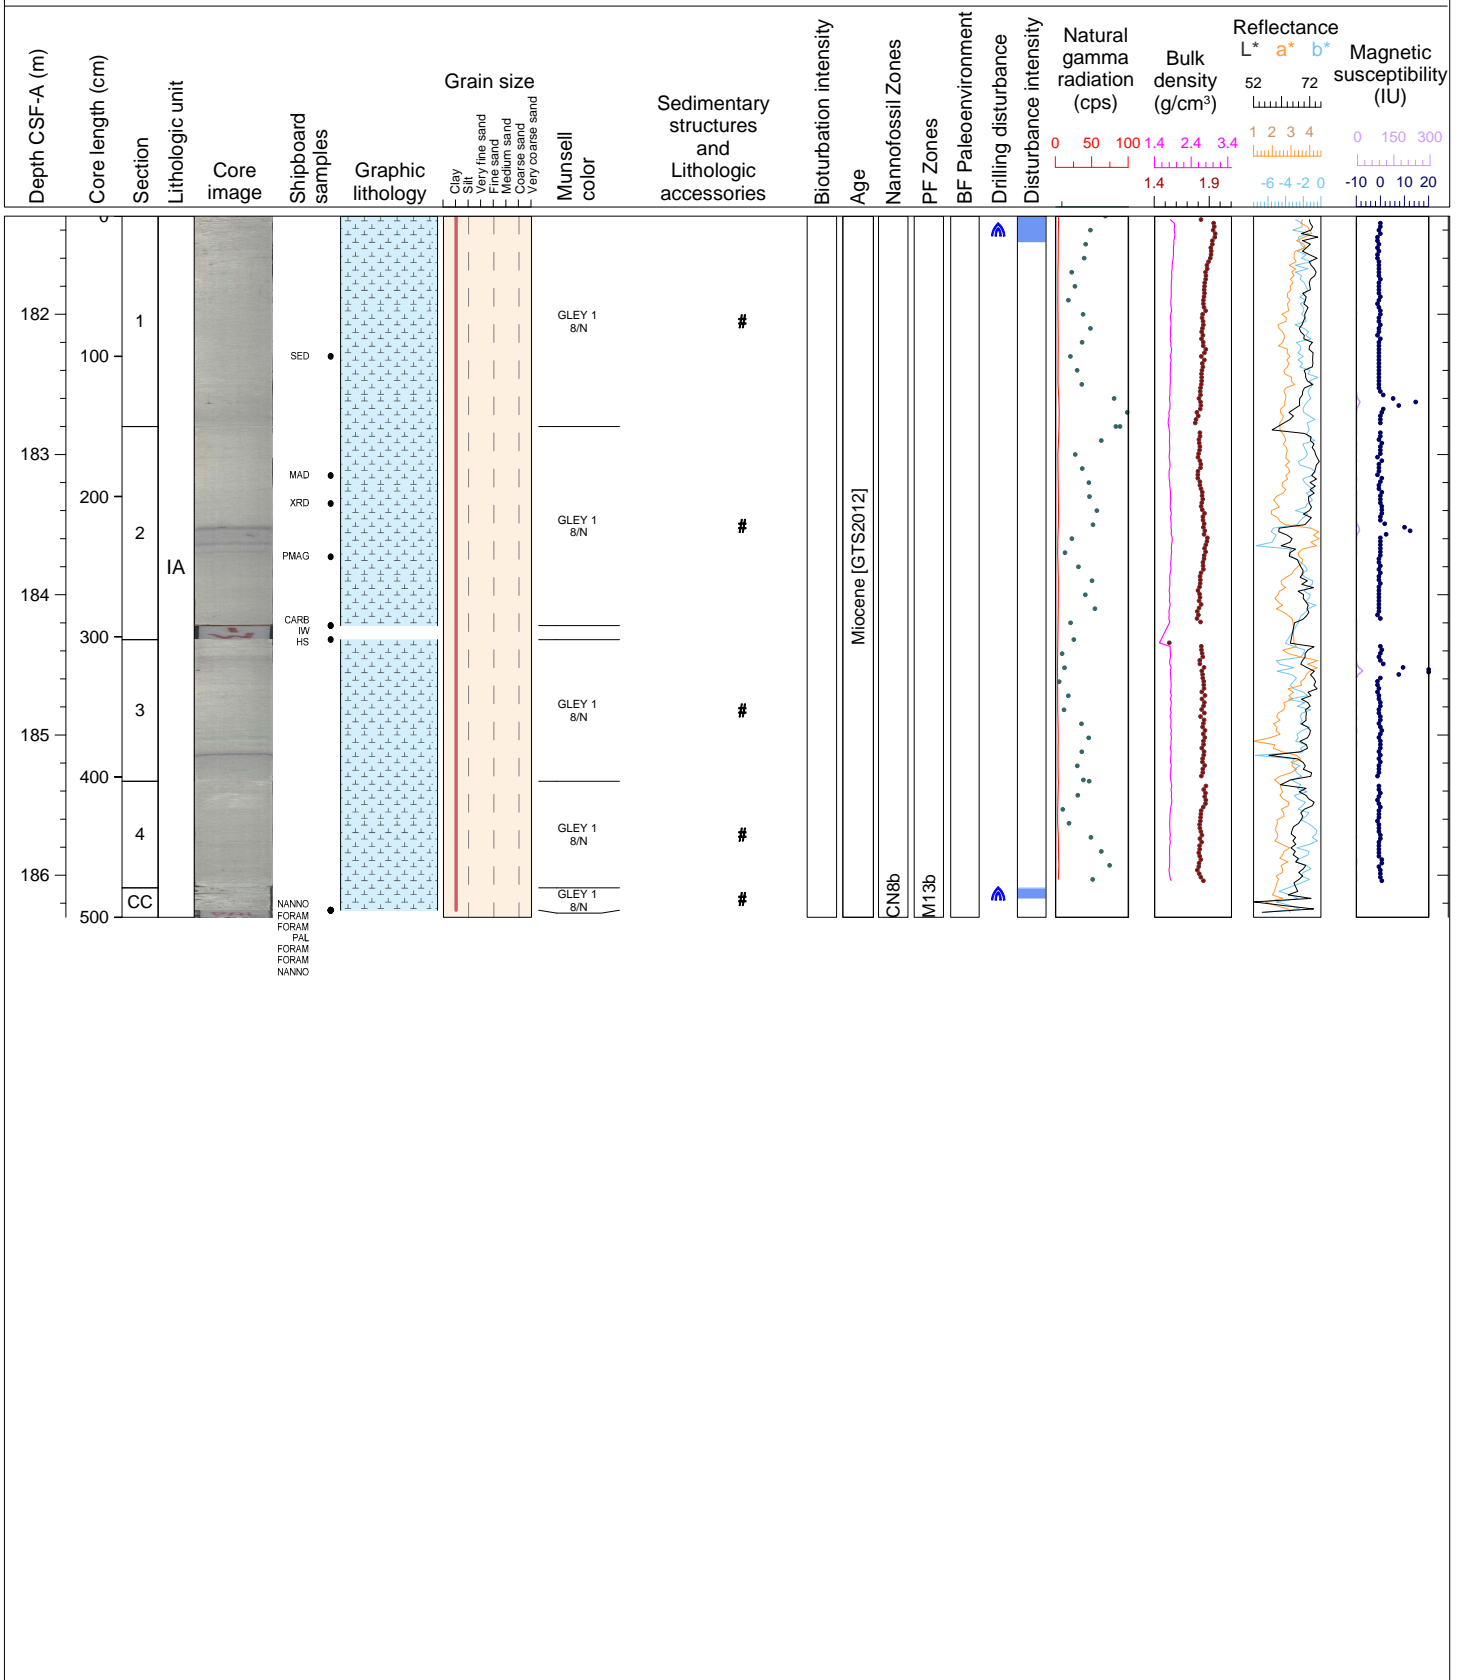 Depth CSF-A (m)
Core length (cm)
Section
Lithologic unit
Core
image
Shipboard
samples
Graphic
lithology
Grain size
Clay
Silt
Very fine sand
Fine sand
Medium sand
Coarse sand
Very coarse sand
Munsell
color
Sedimentary
structures
and
Lithologic
accessories
Bioturbation intensity
Age
Nannofossil Zones
PF Zones
BF Paleoenvironment
Drilling disturbance
Disturbance intensity
Natural
gamma
radiation
(cps)
0 50 100
Bulk
density
(g/cm³)
1.4 2.4 3.4
1.4 1.9
Reflectance
L* a* b*
52 72
1 2 3 4
-6 -4 -2 0
Magnetic
susceptibility
(IU)
0 150 300
-10 0 10 20
0
182
1
GLEY 1
8/N
#
100
SED
183
MAD
200
XRD
2
GLEY 1
8/N
#
PMAG
IA
Miocene [GTS2012]
184
CARB
IW
300
HS
3
GLEY 1
8/N
#
185
400
4
GLEY 1
8/N
#
186
CC
GLEY 1
8/N
#
CN8b
M13b
500
NANNO
FORAM
FORAM
PAL
FORAM
FORAM
NANNO